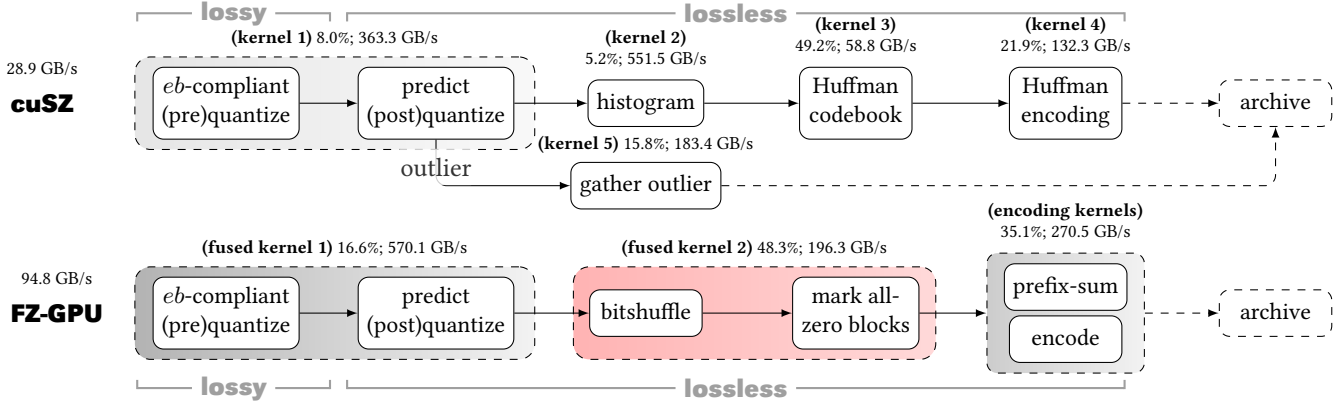 lossy
lossless
(kernel 1) 8.0%; 363.3 GB/s
(kernel 2)
5.2%; 551.5 GB/s
(kernel 3)
49.2%; 58.8 GB/s
(kernel 4)
21.9%; 132.3 GB/s
28.9 GB/s
cuSZ
eb-compliant
(pre)quantize
predict
(post)quantize
histogram
Huffman
codebook
Huffman
encoding
archive
(kernel 5) 15.8%; 183.4 GB/s
outlier
gather outlier
(fused kernel 1) 16.6%; 570.1 GB/s
(fused kernel 2) 48.3%; 196.3 GB/s
(encoding kernels)
35.1%; 270.5 GB/s
94.8 GB/s
FZ-GPU
eb-compliant
(pre)quantize
predict
(post)quantize
bitshuffle
mark all-
zero blocks
prefix-sum
encode
archive
lossy
lossless